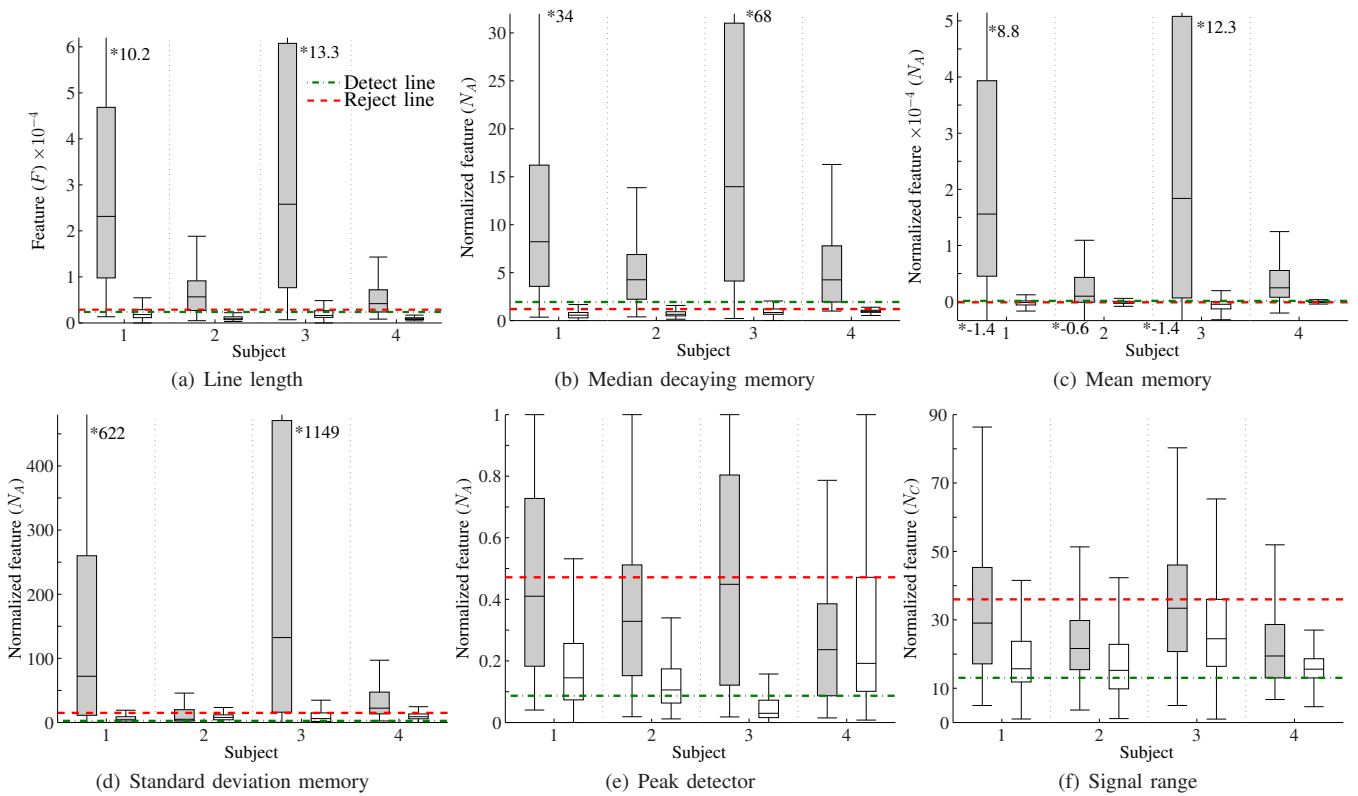 *10.2
*13.3
Detect line
Reject line
6
5
4
3
2
1
0
Feature (F) ×10⁻⁴
1 2 3 4
Subject
(a) Line length
*34
*68
30
25
20
15
10
5
0
Normalized feature (N_A)
1 2 3 4
Subject
(b) Median decaying memory
*8.8
*12.3
5
4
3
2
1
0
Normalized feature ×10⁻⁴ (N_A)
*-1.4 *-0.6 *-1.4
1 2 3 4
Subject
(c) Mean memory
*622
*1149
400
300
200
100
0
Normalized feature (N_A)
1 2 3 4
Subject
(d) Standard deviation memory
1
0.8
0.6
0.4
0.2
0
Normalized feature (N_A)
1 2 3 4
Subject
(e) Peak detector
90
70
50
30
20
10
0
Normalized feature (N_C)
1 2 3 4
Subject
(f) Signal range